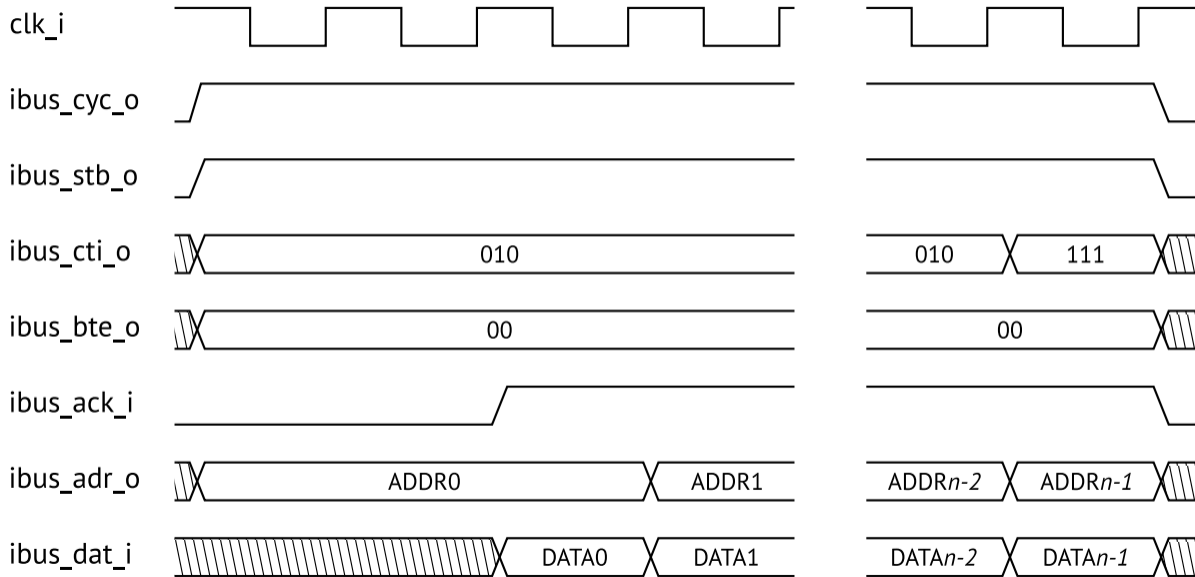 clk_i
ibus_cyc_o
ibus_stb_o
ibus_cti_o 010 010 111
ibus_bte_o 00 00
ibus_ack_i
ibus_adr_o ADDR0 ADDR1 ADDRn-2 ADDRn-1
ibus_dat_i DATA0 DATA1 DATAn-2 DATAn-1